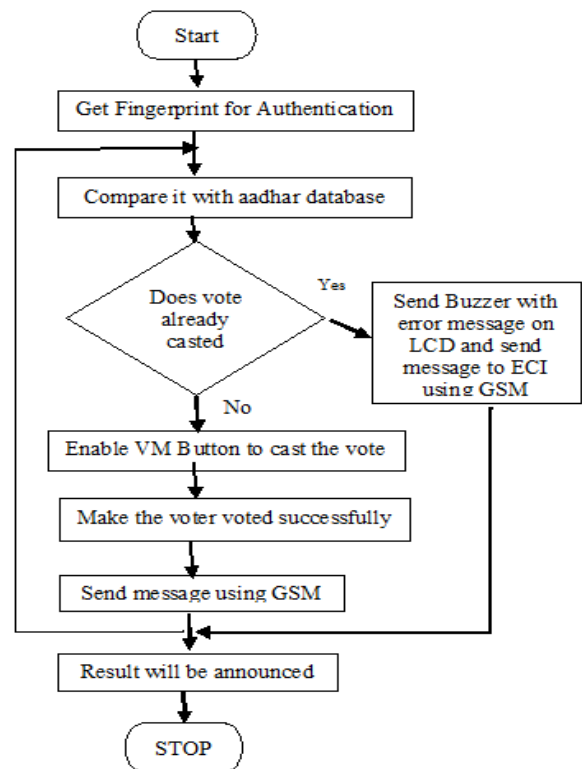 Start
Get Fingerprint for Authentication
Compare it with aadhar database
Does vote
already
casted
Yes
Send Buzzer with
error message on
LCD and send
message to ECI
using GSM
No
Enable VM Button to cast the vote
Make the voter voted successfully
Send message using GSM
Result will be announced
STOP